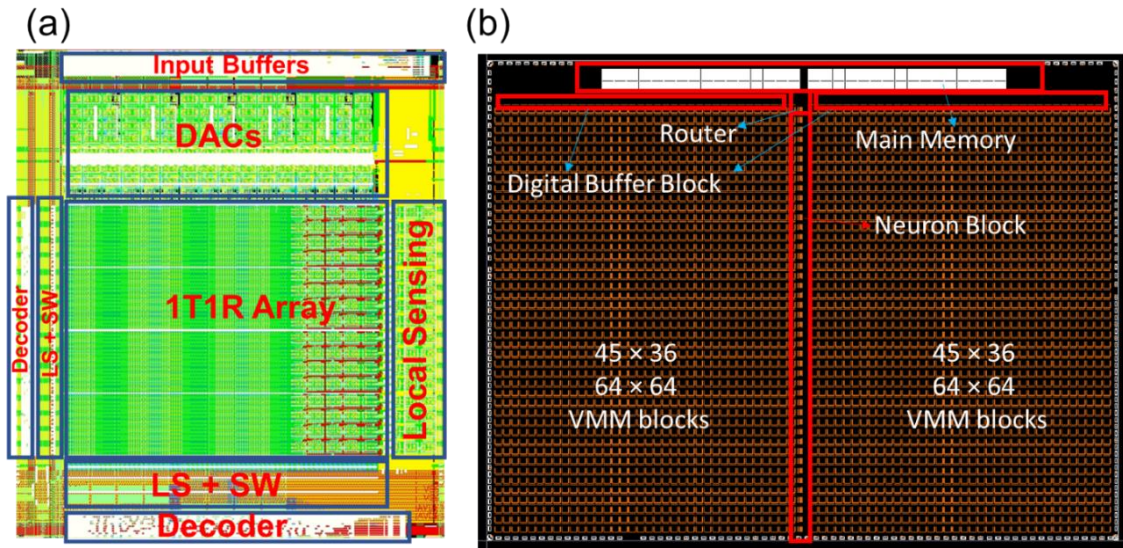 (a)
Input Buffers
DACs
Decoder
LS + SW
1T1R Array
Local Sensing
LS + SW
Decoder
(b)
Router
Main Memory
Digital Buffer Block
Neuron Block
45 × 36
64 × 64
VMM blocks
45 × 36
64 × 64
VMM blocks